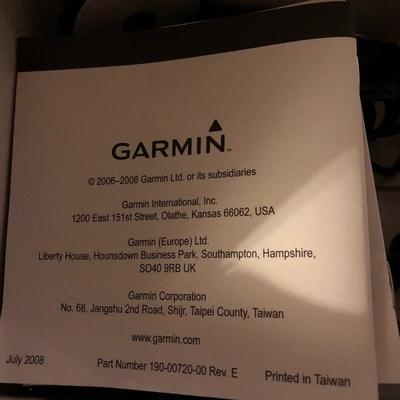 GARMIN™
© 2006–2008 Garmin Ltd. or its subsidiaries
Garmin International, Inc.
1200 East 151st Street, Olathe, Kansas 66062, USA
Garmin (Europe) Ltd.
Liberty House, Hounsdown Business Park, Southampton, Hampshire,
SO40 9RB UK
Garmin Corporation
No. 68, Jangshu 2nd Road, Shijr, Taipei County, Taiwan
www.garmin.com
July 2008 Part Number 190-00720-00 Rev. E Printed in Taiwan